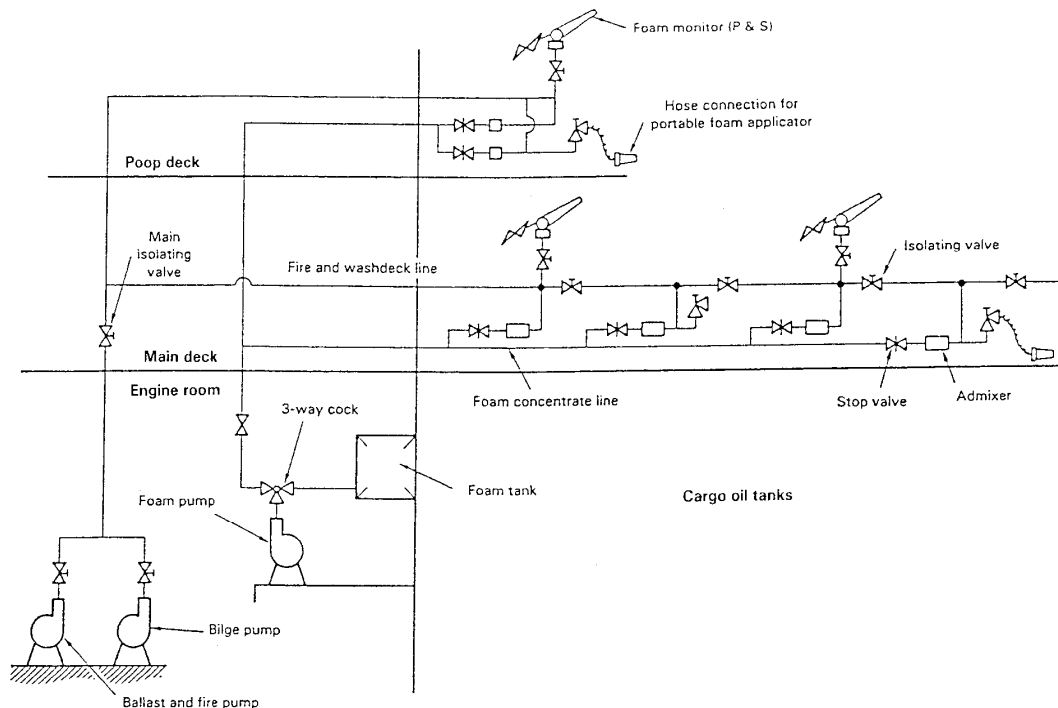 Foam monitor (P & S)
Hose connection for
portable foam applicator
Poop deck
Main
isolating
valve
Fire and washdeck line
Isolating valve
Main deck
Engine room
Foam concentrate line
Stop valve
Admixer
3-way cock
Foam tank
Cargo oil tanks
Foam pump
Bilge pump
Ballast and fire pump